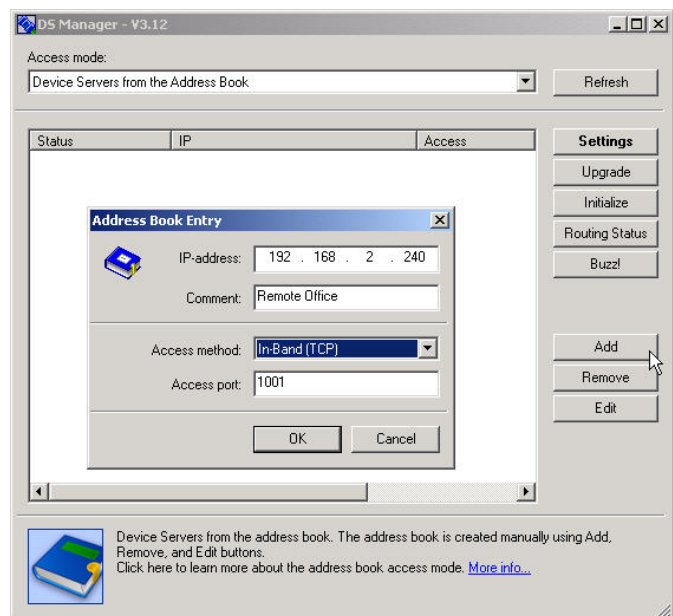 DS Manager - V3.12
Access mode:
Device Servers from the Address Book
Refresh
Status IP Access
Settings
Upgrade
Initialize
Routing Status
Buzz!
Address Book Entry
IP-address: 192 . 168 . 2 . 240
Comment: Remote Office
Access method: In-Band (TCP)
Access port: 1001
OK Cancel
Add
Remove
Edit
Device Servers from the address book. The address book is created manually using Add,
Remove, and Edit buttons.
Click here to learn more about the address book access mode. More info...